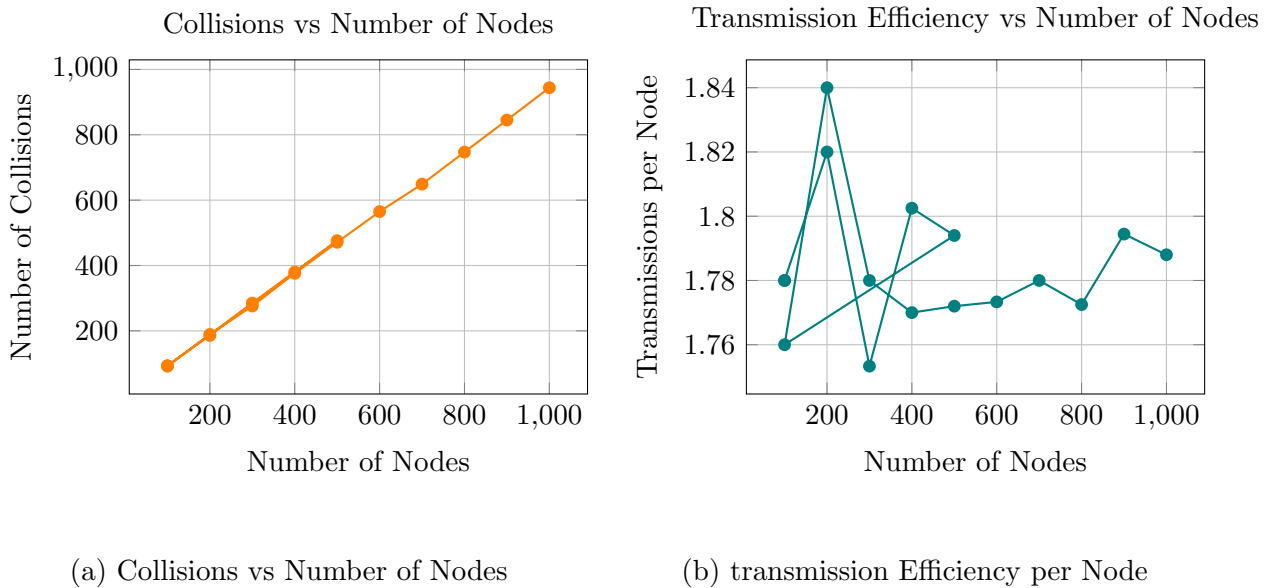 Collisions vs Number of Nodes
1,000
800
600
400
200
200 400 600 800 1,000
Number of Collisions
Number of Nodes
(a) Collisions vs Number of Nodes
Transmission Efficiency vs Number of Nodes
1.84
1.82
1.8
1.78
1.76
200 400 600 800 1,000
Transmissions per Node
Number of Nodes
(b) transmission Efficiency per Node